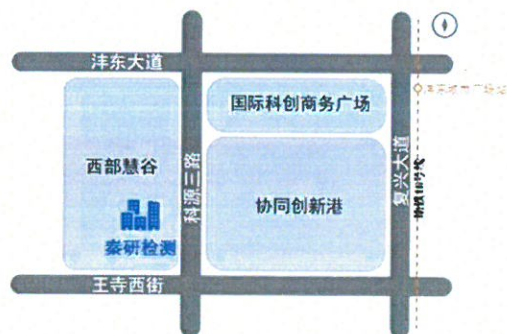 沣东大道
国际科创商务广场
西部慧谷
科源三路
复兴大道
协同创新港
秦研检测
王寺西街